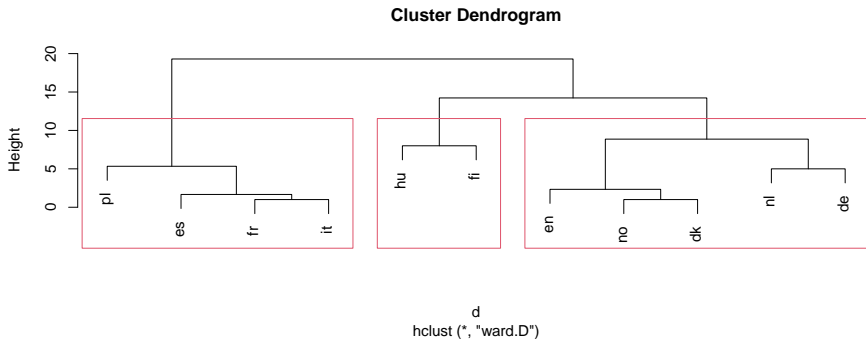 Cluster Dendrogram
Height
20
15
10
5
0
pl
es
fr
it
hu
fi
en
no
dk
nl
de
d
hclust (*, "ward.D")